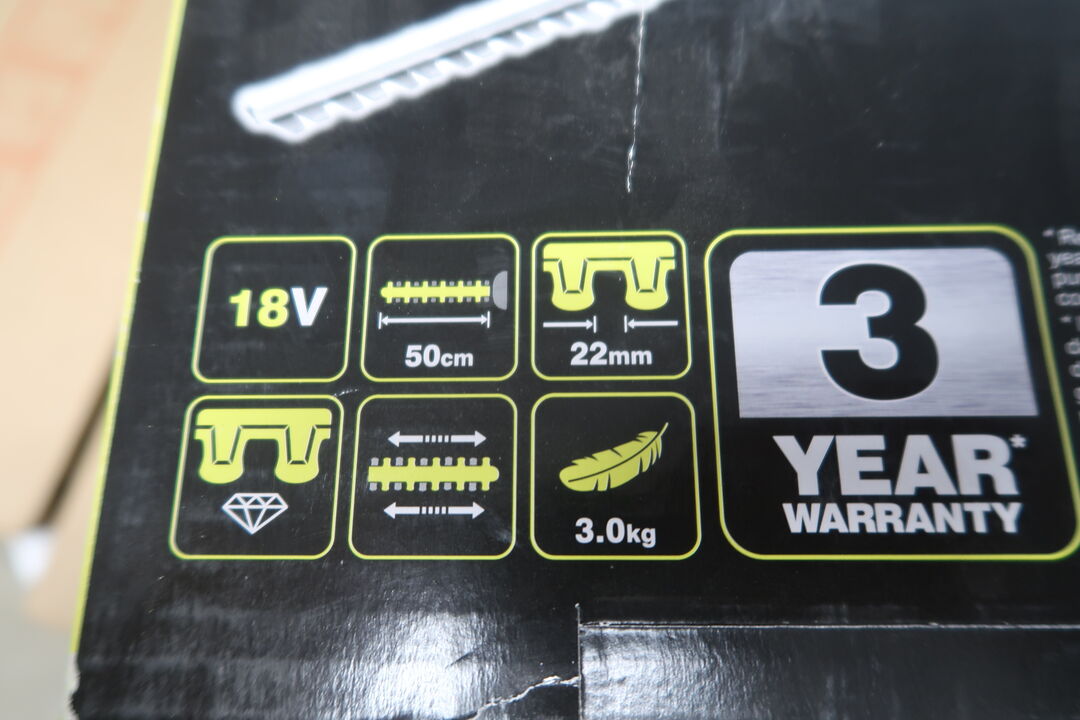 18V
50cm
22mm
3.0kg
3
YEAR*
WARRANTY